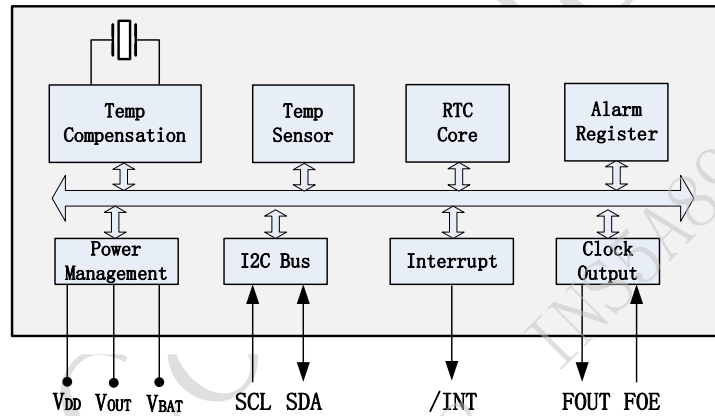 Temp
Compensation
Temp
Sensor
RTC
Core
Alarm
Register
Power
Management
I2C Bus
Interrupt
Clock
Output
VDD VOUT VBAT SCL SDA /INT FOUT FOE